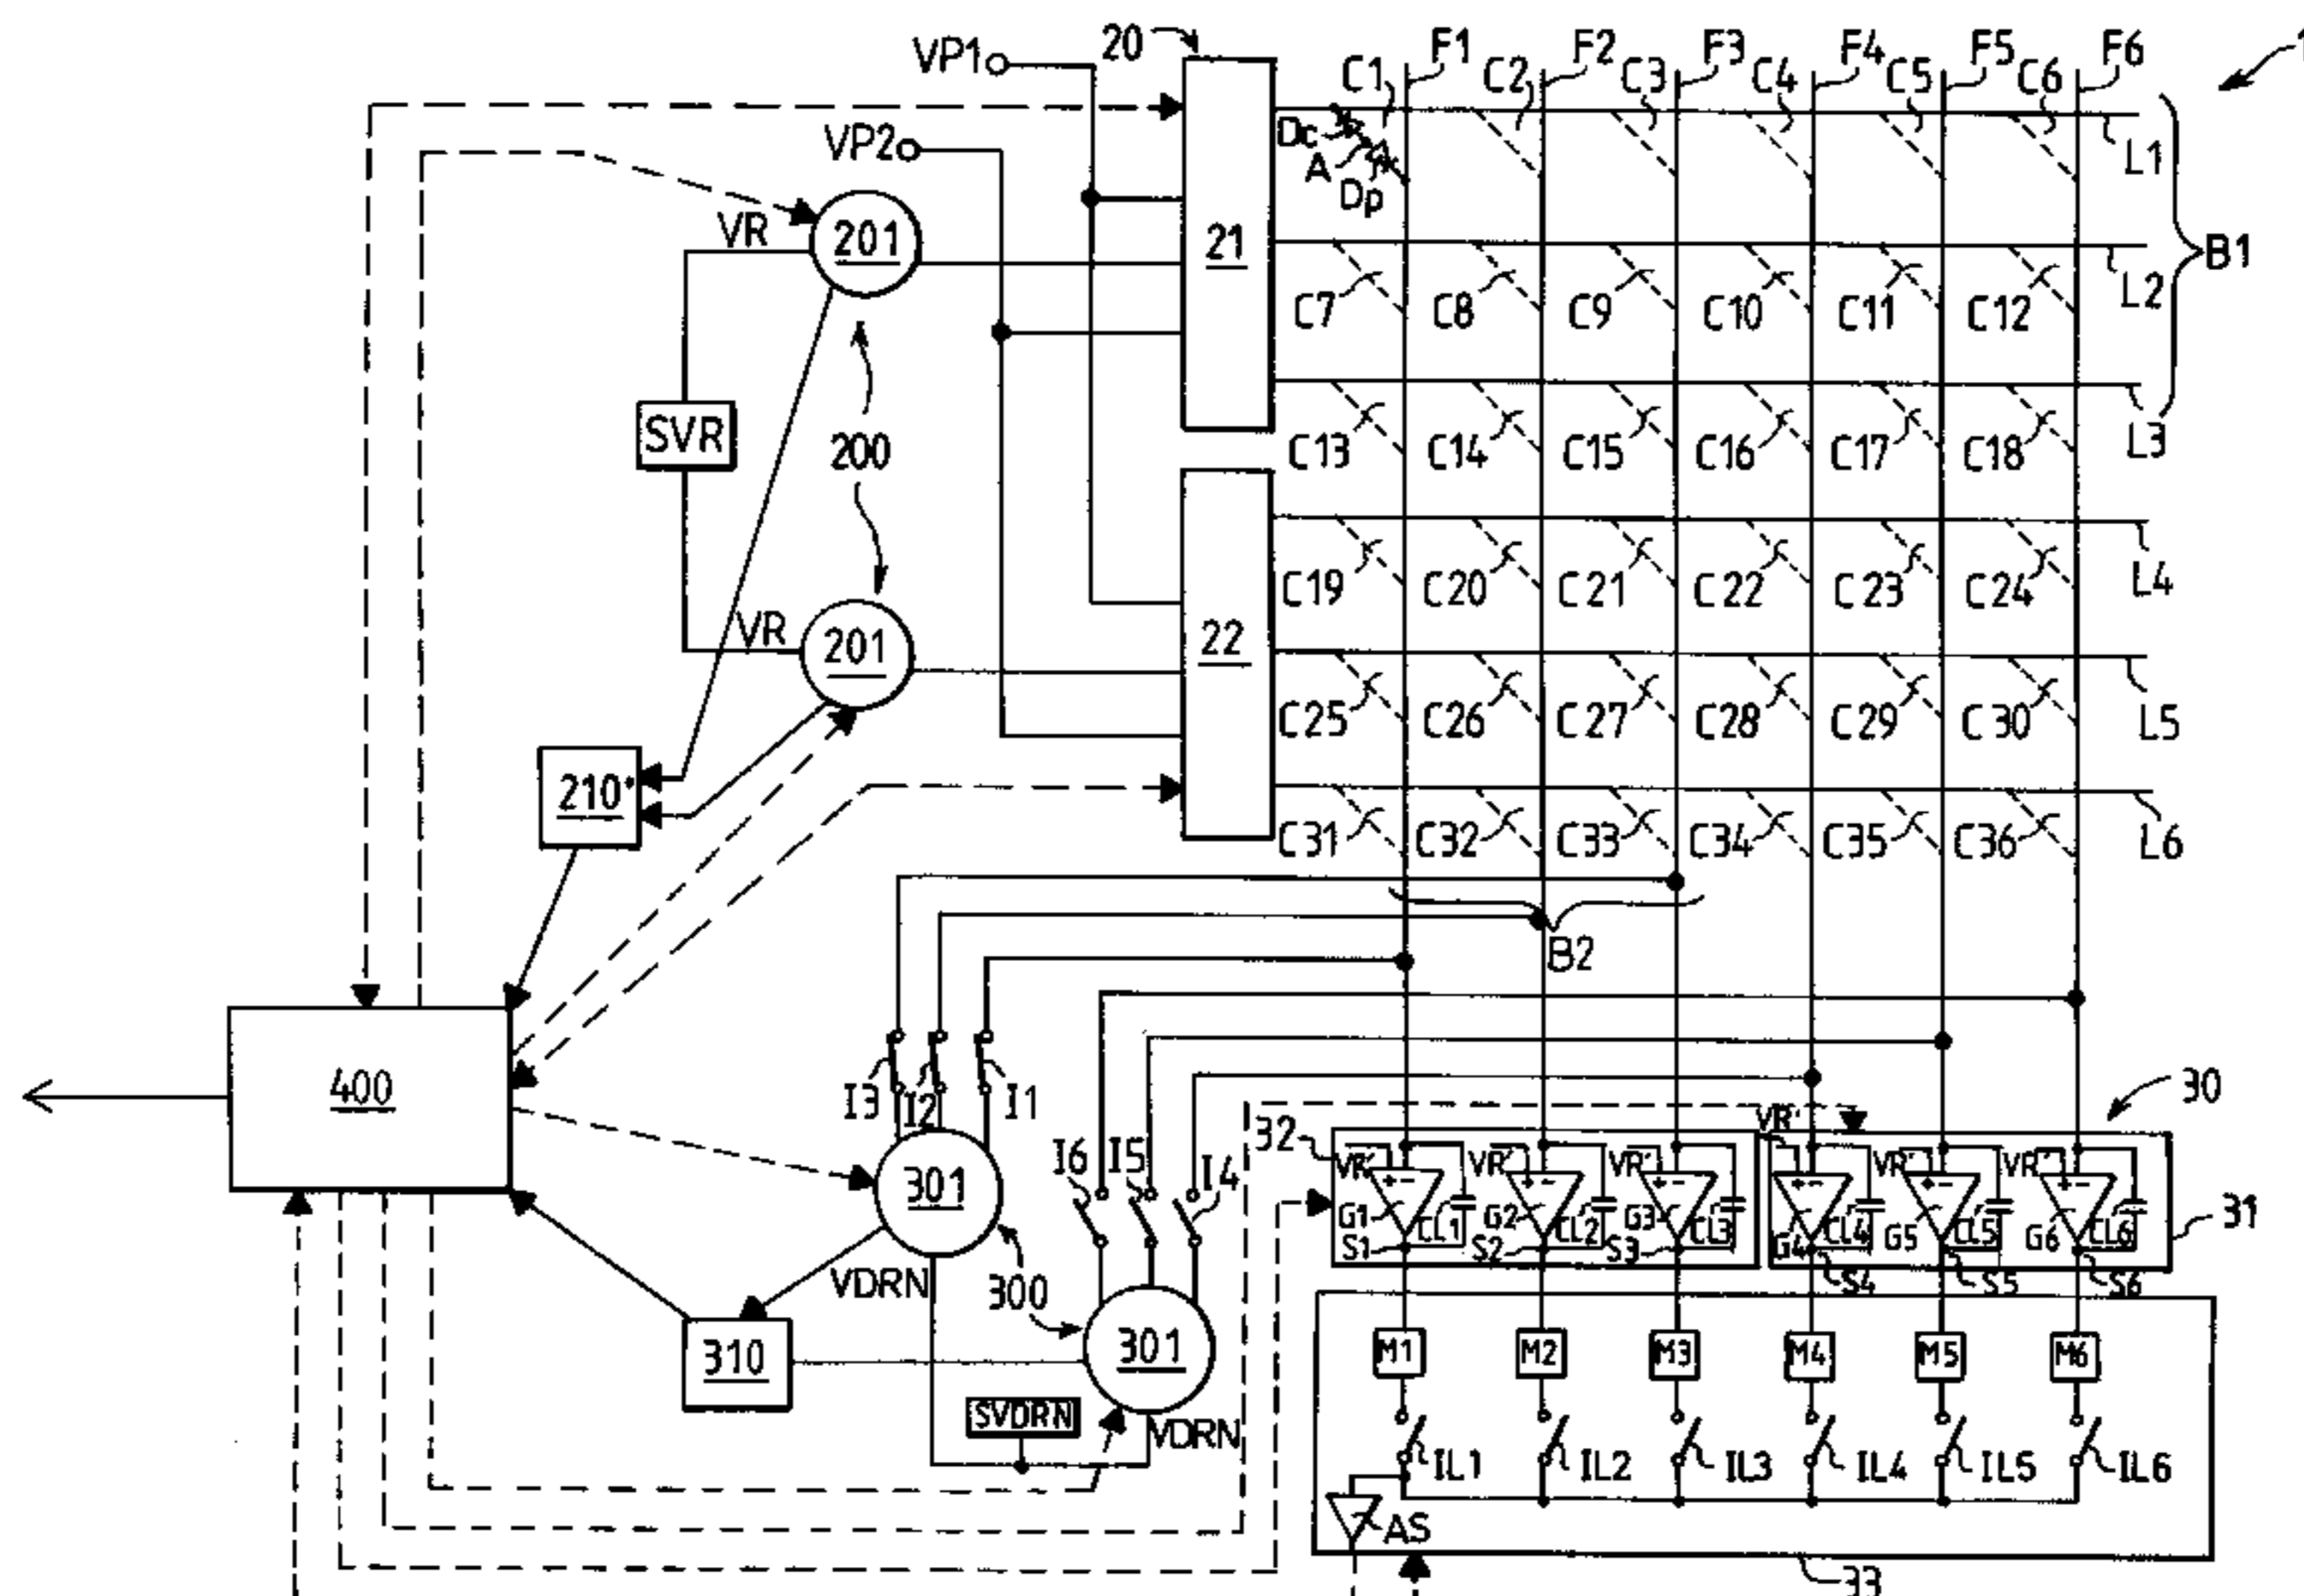 20 F1 F2 F3 F4 F5 F6 1
VP1 C1 C2 C3 C4 C5 C6
VP2 Dc A Dp L1
VR 201 21 L2 B1
C7 C8 C9 C10 C11 C12
SVR 200 L3
C13 C14 C15 C16 C17 C18
C19 C20 C21 C22 C23 C24 L4
VR 201 22
C25 C26 C27 C28 C29 C30 L5
210
C31 C32 C33 C34 C35 C36 L6
B2
400 I3 I2 I1 30
VR'
32 I6 I5 I4
301 VR' VR' VR' VR' VR'
G1 CL1 G2 CL2 G3 CL3 G4 CL4 G5 CL5 G6 CL6 31
S1 S2 S3 S4 S5 S6
VDRN 300
310 301 M1 M2 M3 M4 M5 M6
SVDRN VDRN
IL1 IL2 IL3 IL4 IL5 IL6
AS
33